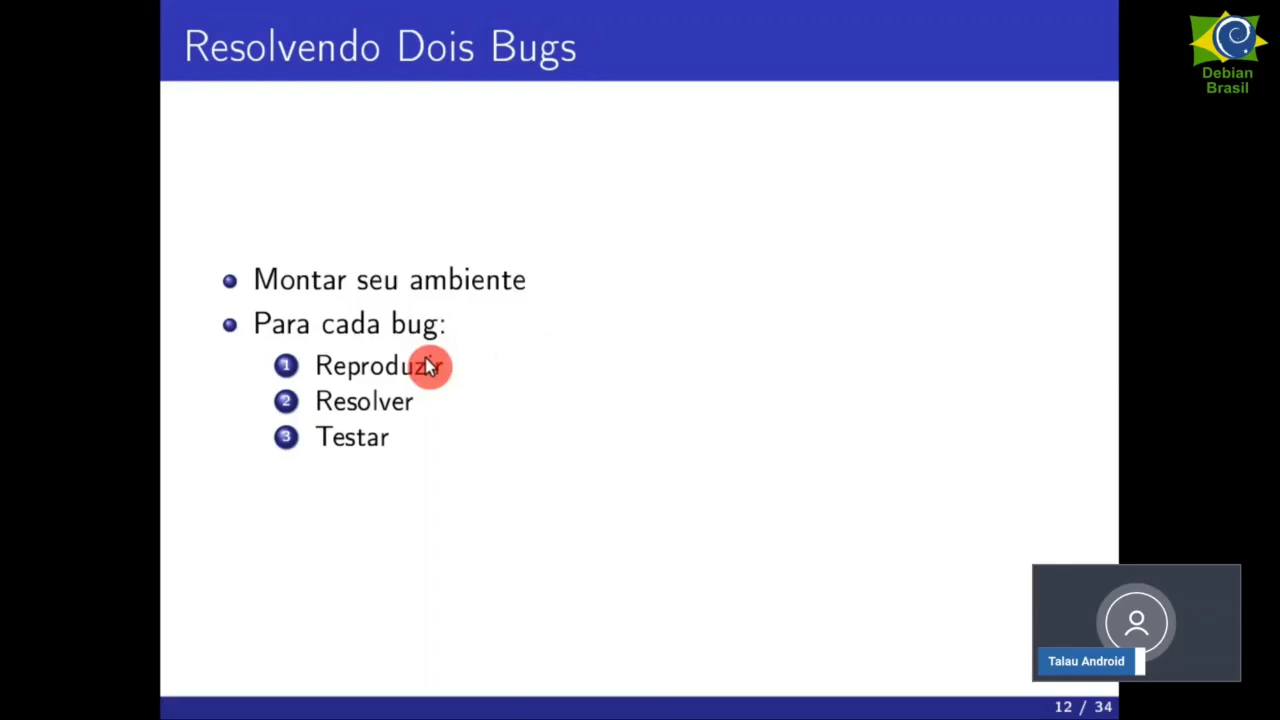 Resolvendo Dois Bugs
Debian
Brasil
Montar seu ambiente
Para cada bug:
1 Reproduzir
2 Resolver
3 Testar
Talau Android
12 / 34